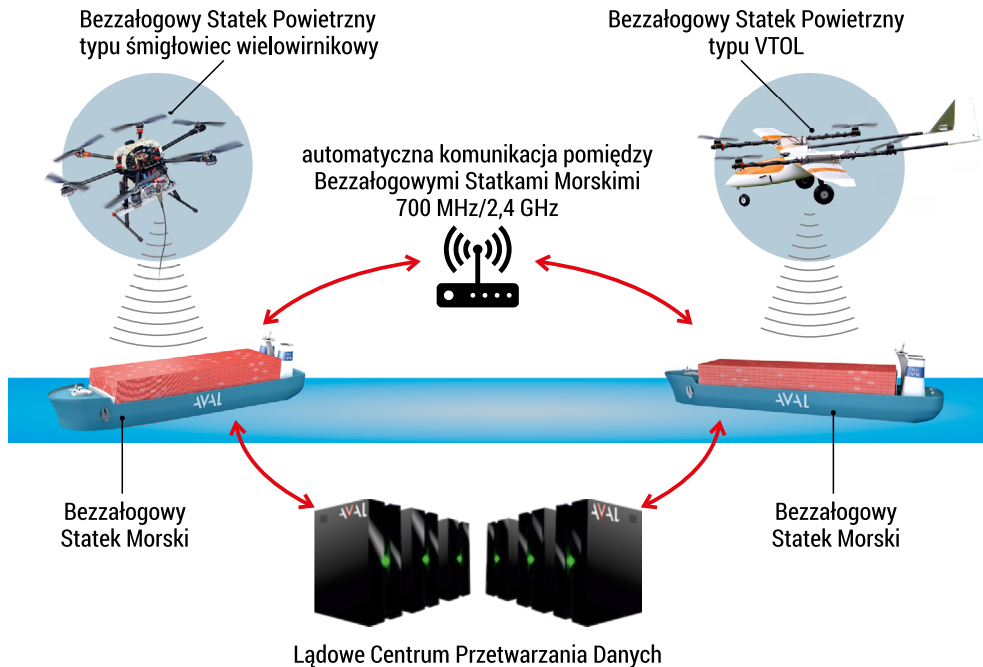 Bezzałogowy Statek Powietrzny
typu śmigłowiec wielowirnikowy
Bezzałogowy Statek Powietrzny
typu VTOL
automatyczna komunikacja pomiędzy
Bezzałogowymi Statkami Morskimi
700 MHz/2,4 GHz
AVAL
AVAL
Bezzałogowy
Statek Morski
AVAL
AVAL
Bezzałogowy
Statek Morski
Lądowe Centrum Przetwarzania Danych